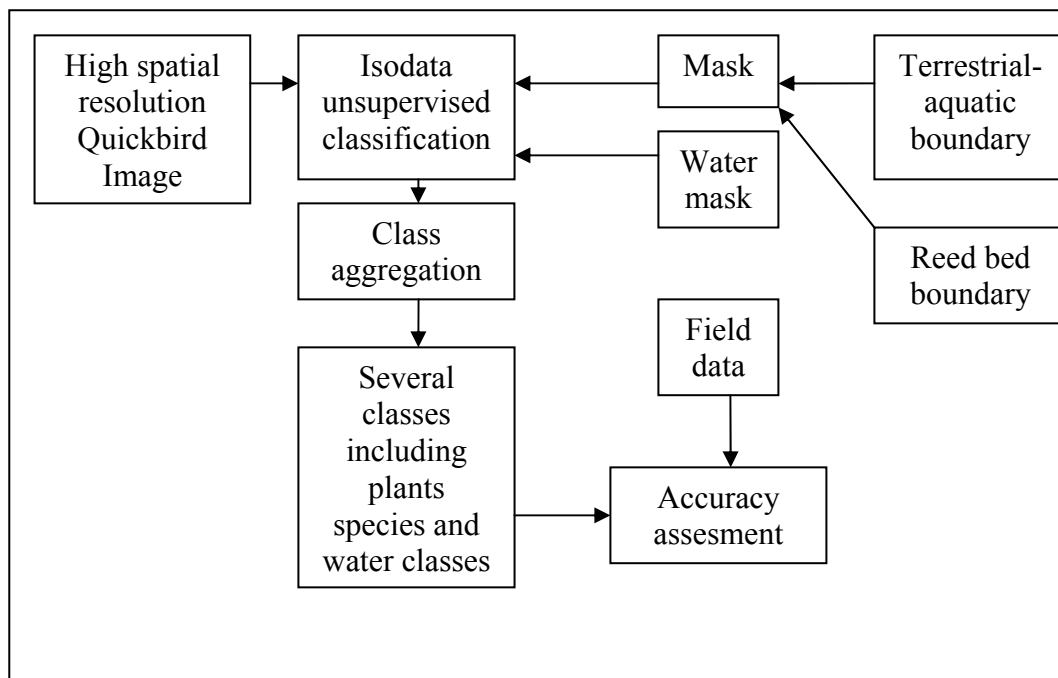 High spatial
resolution
Quickbird
Image
Isodata
unsupervised
classification
Mask
Terrestrial-
aquatic
boundary
Water
mask
Class
aggregation
Reed bed
boundary
Field
data
Several
classes
including
plants
species and
water classes
Accuracy
assesment